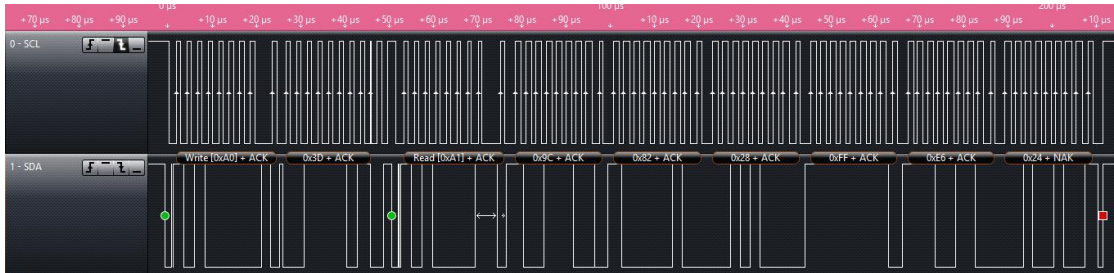 0 µs 100 µs 200 µs
+70 µs +80 µs +90 µs +10 µs +20 µs +30 µs +40 µs +50 µs +60 µs +70 µs +80 µs +90 µs +10 µs +20 µs +30 µs +40 µs +50 µs +60 µs +70 µs +80 µs +90 µs +10 µs
0 - SCL
Write [0xA0] + ACK 0x3D + ACK Read [0xA1] + ACK 0x9C + ACK 0x82 + ACK 0x28 + ACK 0xFF + ACK 0xE6 + ACK 0x24 + NAK
1 - SDA